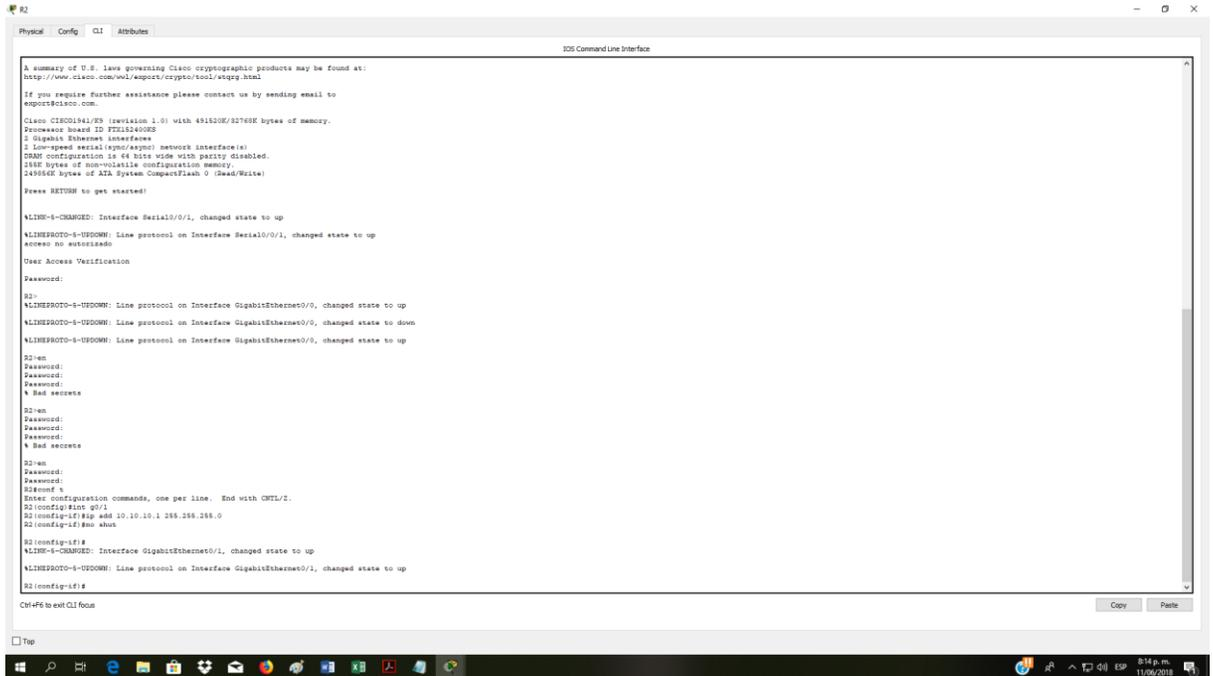 R2
Physical Config CLI Attributes
IOS Command Line Interface
A summary of U.S. laws governing Cisco cryptographic products may be found at:
http://www.cisco.com/wwl/export/crypto/tool/stqrg.html
If you require further assistance please contact us by sending email to
export@cisco.com.
Cisco CISCO1941/K9 (revision 1.0) with 491520K/32768K bytes of memory.
Processor board ID FTX152400KS
2 Gigabit Ethernet interfaces
2 Low-speed serial(sync/async) network interface(s)
DRAM configuration is 64 bits wide with parity disabled.
255K bytes of non-volatile configuration memory.
249856K bytes of ATA System CompactFlash 0 (Read/Write)
Press RETURN to get started!
%LINK-5-CHANGED: Interface Serial0/0/1, changed state to up
%LINEPROTO-5-UPDOWN: Line protocol on Interface Serial0/0/1, changed state to up
acceso no autorizado
User Access Verification
Password:
R2>
%LINEPROTO-5-UPDOWN: Line protocol on Interface GigabitEthernet0/0, changed state to up
%LINEPROTO-5-UPDOWN: Line protocol on Interface GigabitEthernet0/0, changed state to down
%LINEPROTO-5-UPDOWN: Line protocol on Interface GigabitEthernet0/0, changed state to up
R2>en
Password:
Password:
Password:
% Bad secrets
R2>en
Password:
Password:
Password:
% Bad secrets
R2>en
Password:
Password:
R2#conf t
Enter configuration commands, one per line. End with CNTL/Z.
R2(config)#int g0/1
R2(config-if)#ip add 10.10.10.1 255.255.255.0
R2(config-if)#no shut
R2(config-if)#
%LINK-5-CHANGED: Interface GigabitEthernet0/1, changed state to up
%LINEPROTO-5-UPDOWN: Line protocol on Interface GigabitEthernet0/1, changed state to up
R2(config-if)#
Ctrl+F6 to exit CLI focus
Copy Paste
Top
ESP 8:14 p. m.
11/06/2018